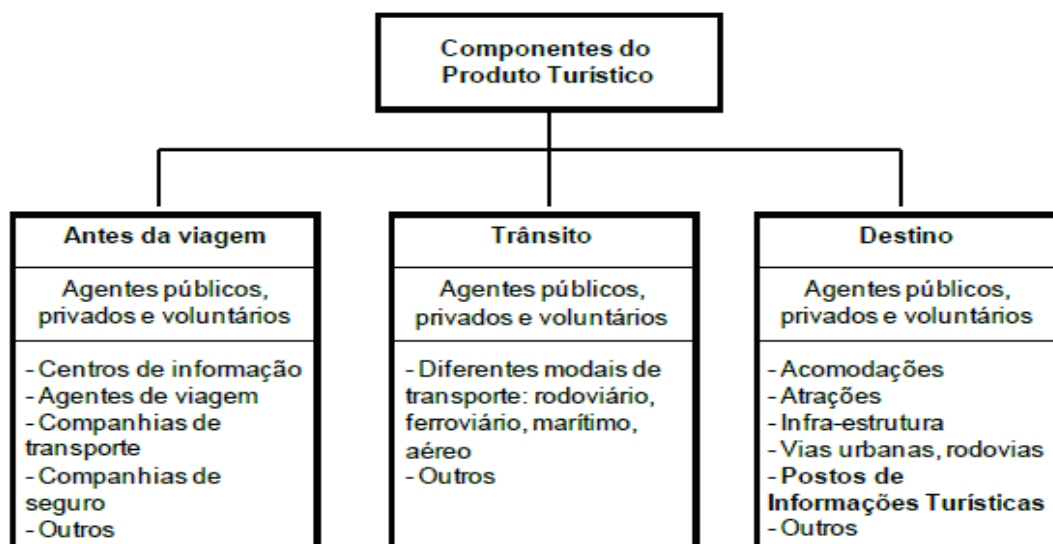 Componentes do
Produto Turístico
Antes da viagem
Agentes públicos,
privados e voluntários
- Centros de informação
- Agentes de viagem
- Companhias de
transporte
- Companhias de
seguro
- Outros
Trânsito
Agentes públicos,
privados e voluntários
- Diferentes modais de
transporte: rodoviário,
ferroviário, marítimo,
aéreo
- Outros
Destino
Agentes públicos,
privados e voluntários
- Acomodações
- Atrações
- Infra-estrutura
- Vias urbanas, rodovias
- Postos de
Informações Turísticas
- Outros